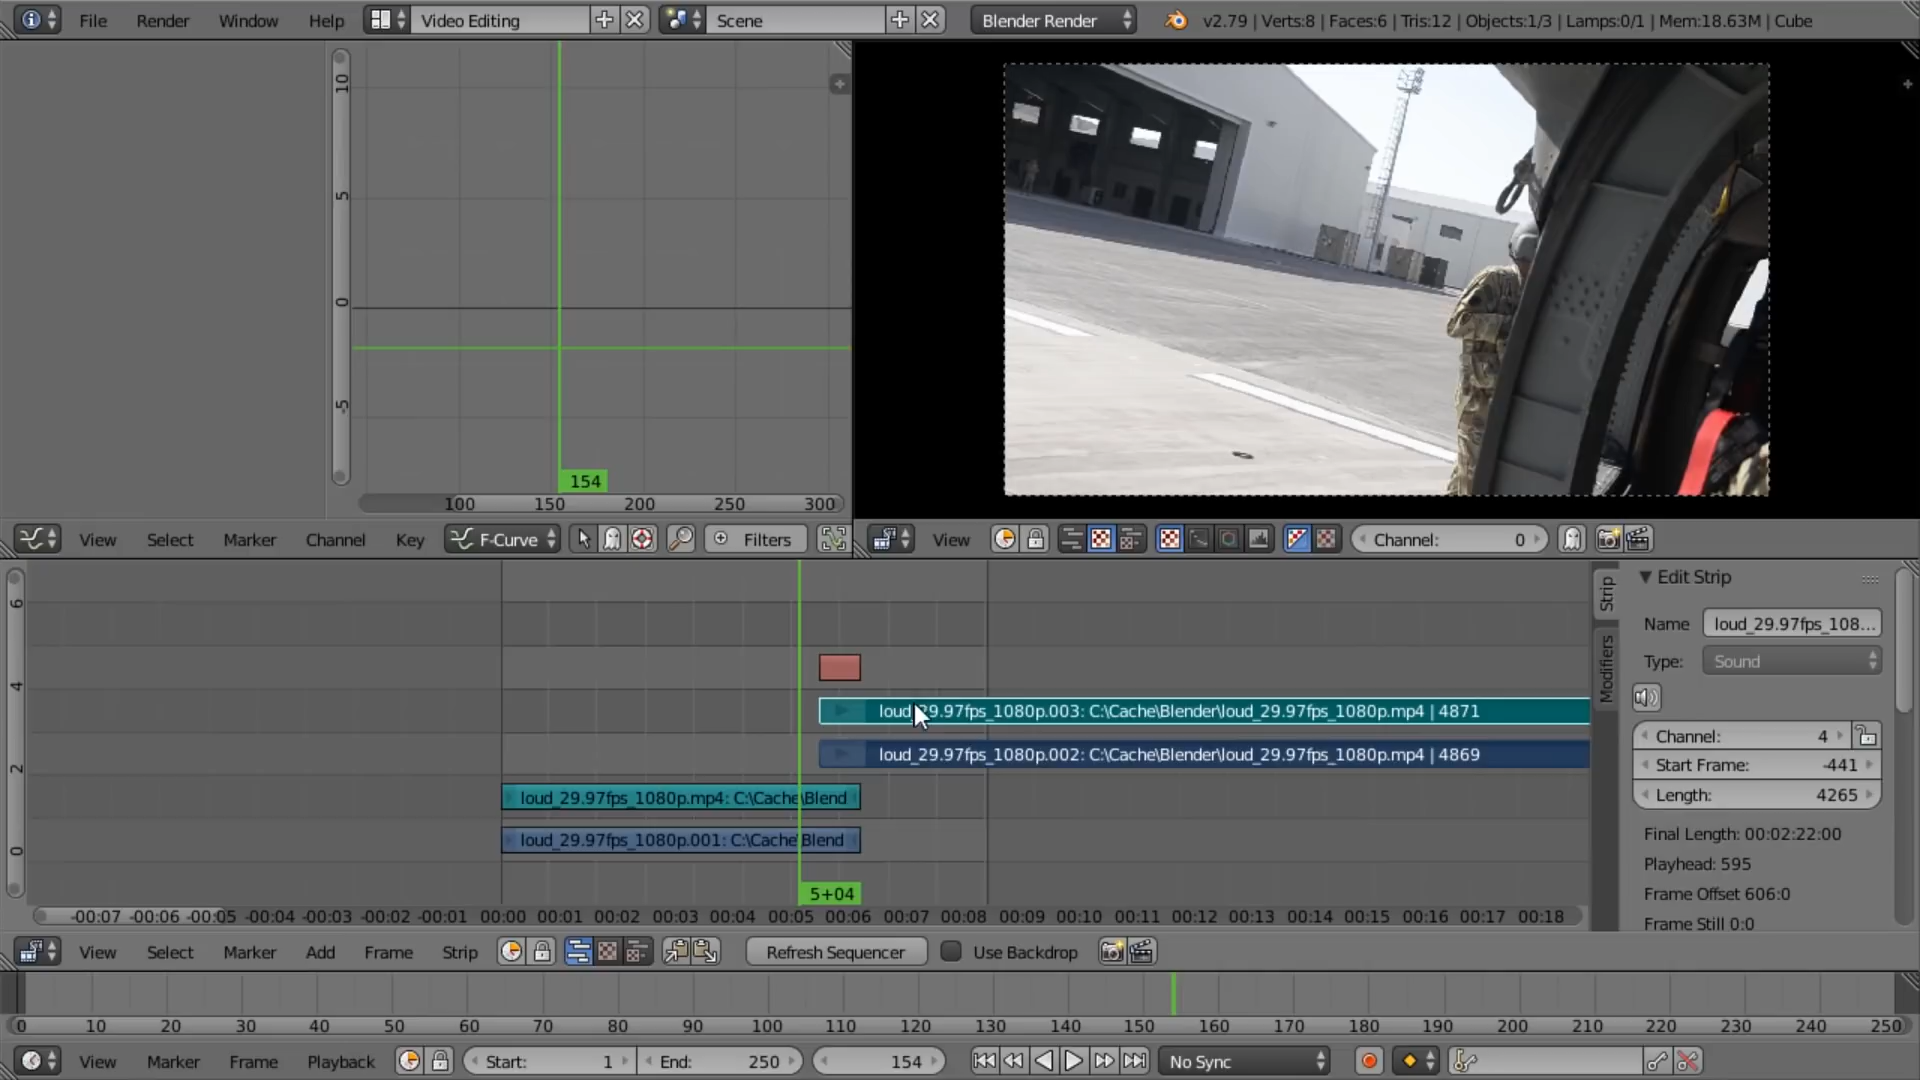 File Render Window Help Video Editing Scene Blender Render v2.79 | Verts:8 | Faces:6 | Tris:12 | Objects:1/3 | Lamps:0/1 | Mem:18.63M | Cube
10
5
0
-5
154
100 150 200 250 300
View Select Marker Channel Key F-Curve Filters View Channel: 0
6
4
2
0
loud_29.97fps_1080p.003: C:\Cache\Blender\loud_29.97fps_1080p.mp4 | 4871
loud_29.97fps_1080p.002: C:\Cache\Blender\loud_29.97fps_1080p.mp4 | 4869
loud_29.97fps_1080p.mp4: C:\Cache\Blend
loud_29.97fps_1080p.001: C:\Cache\Blend
5+04
-00:07 -00:06 -00:05 -00:04 -00:03 -00:02 -00:01 00:00 00:01 00:02 00:03 00:04 00:05 00:06 00:07 00:08 00:09 00:10 00:11 00:12 00:13 00:14 00:15 00:16 00:17 00:18
Strip
Modifiers
Edit Strip
Name loud_29.97fps_108...
Type: Sound
Channel: 4
Start Frame: -441
Length: 4265
Final Length: 00:02:22:00
Playhead: 595
Frame Offset 606:0
Frame Still 0:0
View Select Marker Add Frame Strip Refresh Sequencer Use Backdrop
0 10 20 30 40 50 60 70 80 90 100 110 120 130 140 150 160 170 180 190 200 210 220 230 240 250
View Marker Frame Playback Start: 1 End: 250 154 No Sync